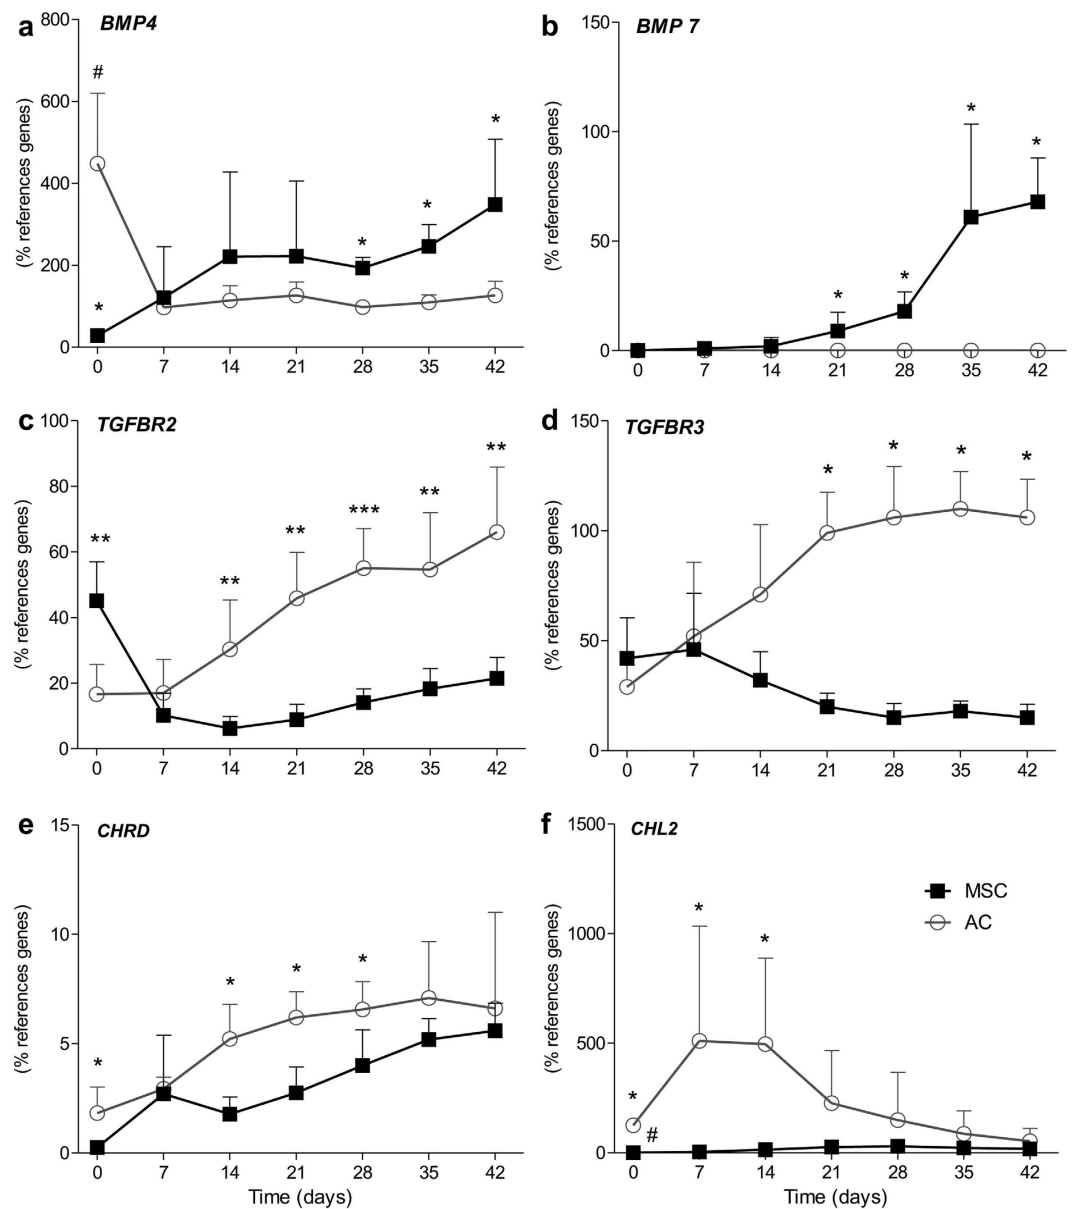 a BMP4
800
600
400
200
0
(% references genes)
#
*
*
*
*
0 7 14 21 28 35 42
b BMP 7
150
100
50
0
(% references genes)
*
*
*
*
0 7 14 21 28 35 42
c TGFBR2
100
80
60
40
20
0
(% references genes)
**
**
**
***
**
**
0 7 14 21 28 35 42
d TGFBR3
150
100
50
0
(% references genes)
*
*
*
*
0 7 14 21 28 35 42
e CHRD
15
10
5
0
(% references genes)
*
*
*
*
0 7 14 21 28 35 42
Time (days)
f CHL2
1500
1000
500
0
(% references genes)
*
#
*
*
MSC
AC
0 7 14 21 28 35 42
Time (days)